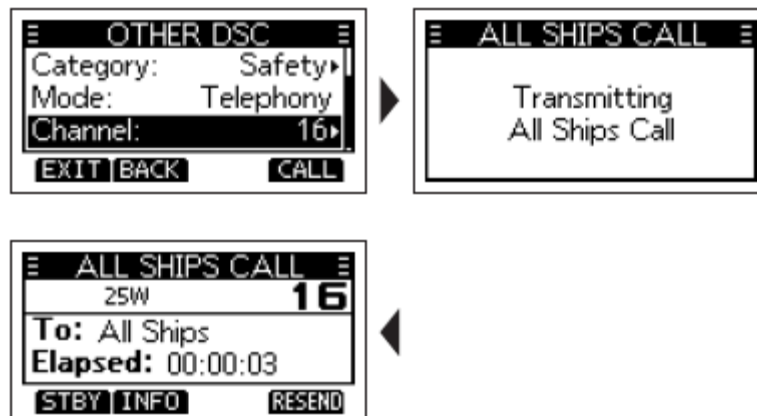 OTHER DSC
Category: Safety
Mode: Telephony
Channel: 16
EXIT BACK CALL
ALL SHIPS CALL
Transmitting
All Ships Call
ALL SHIPS CALL
25W 16
To: All Ships
Elapsed: 00:00:03
STBY INFO RESEND